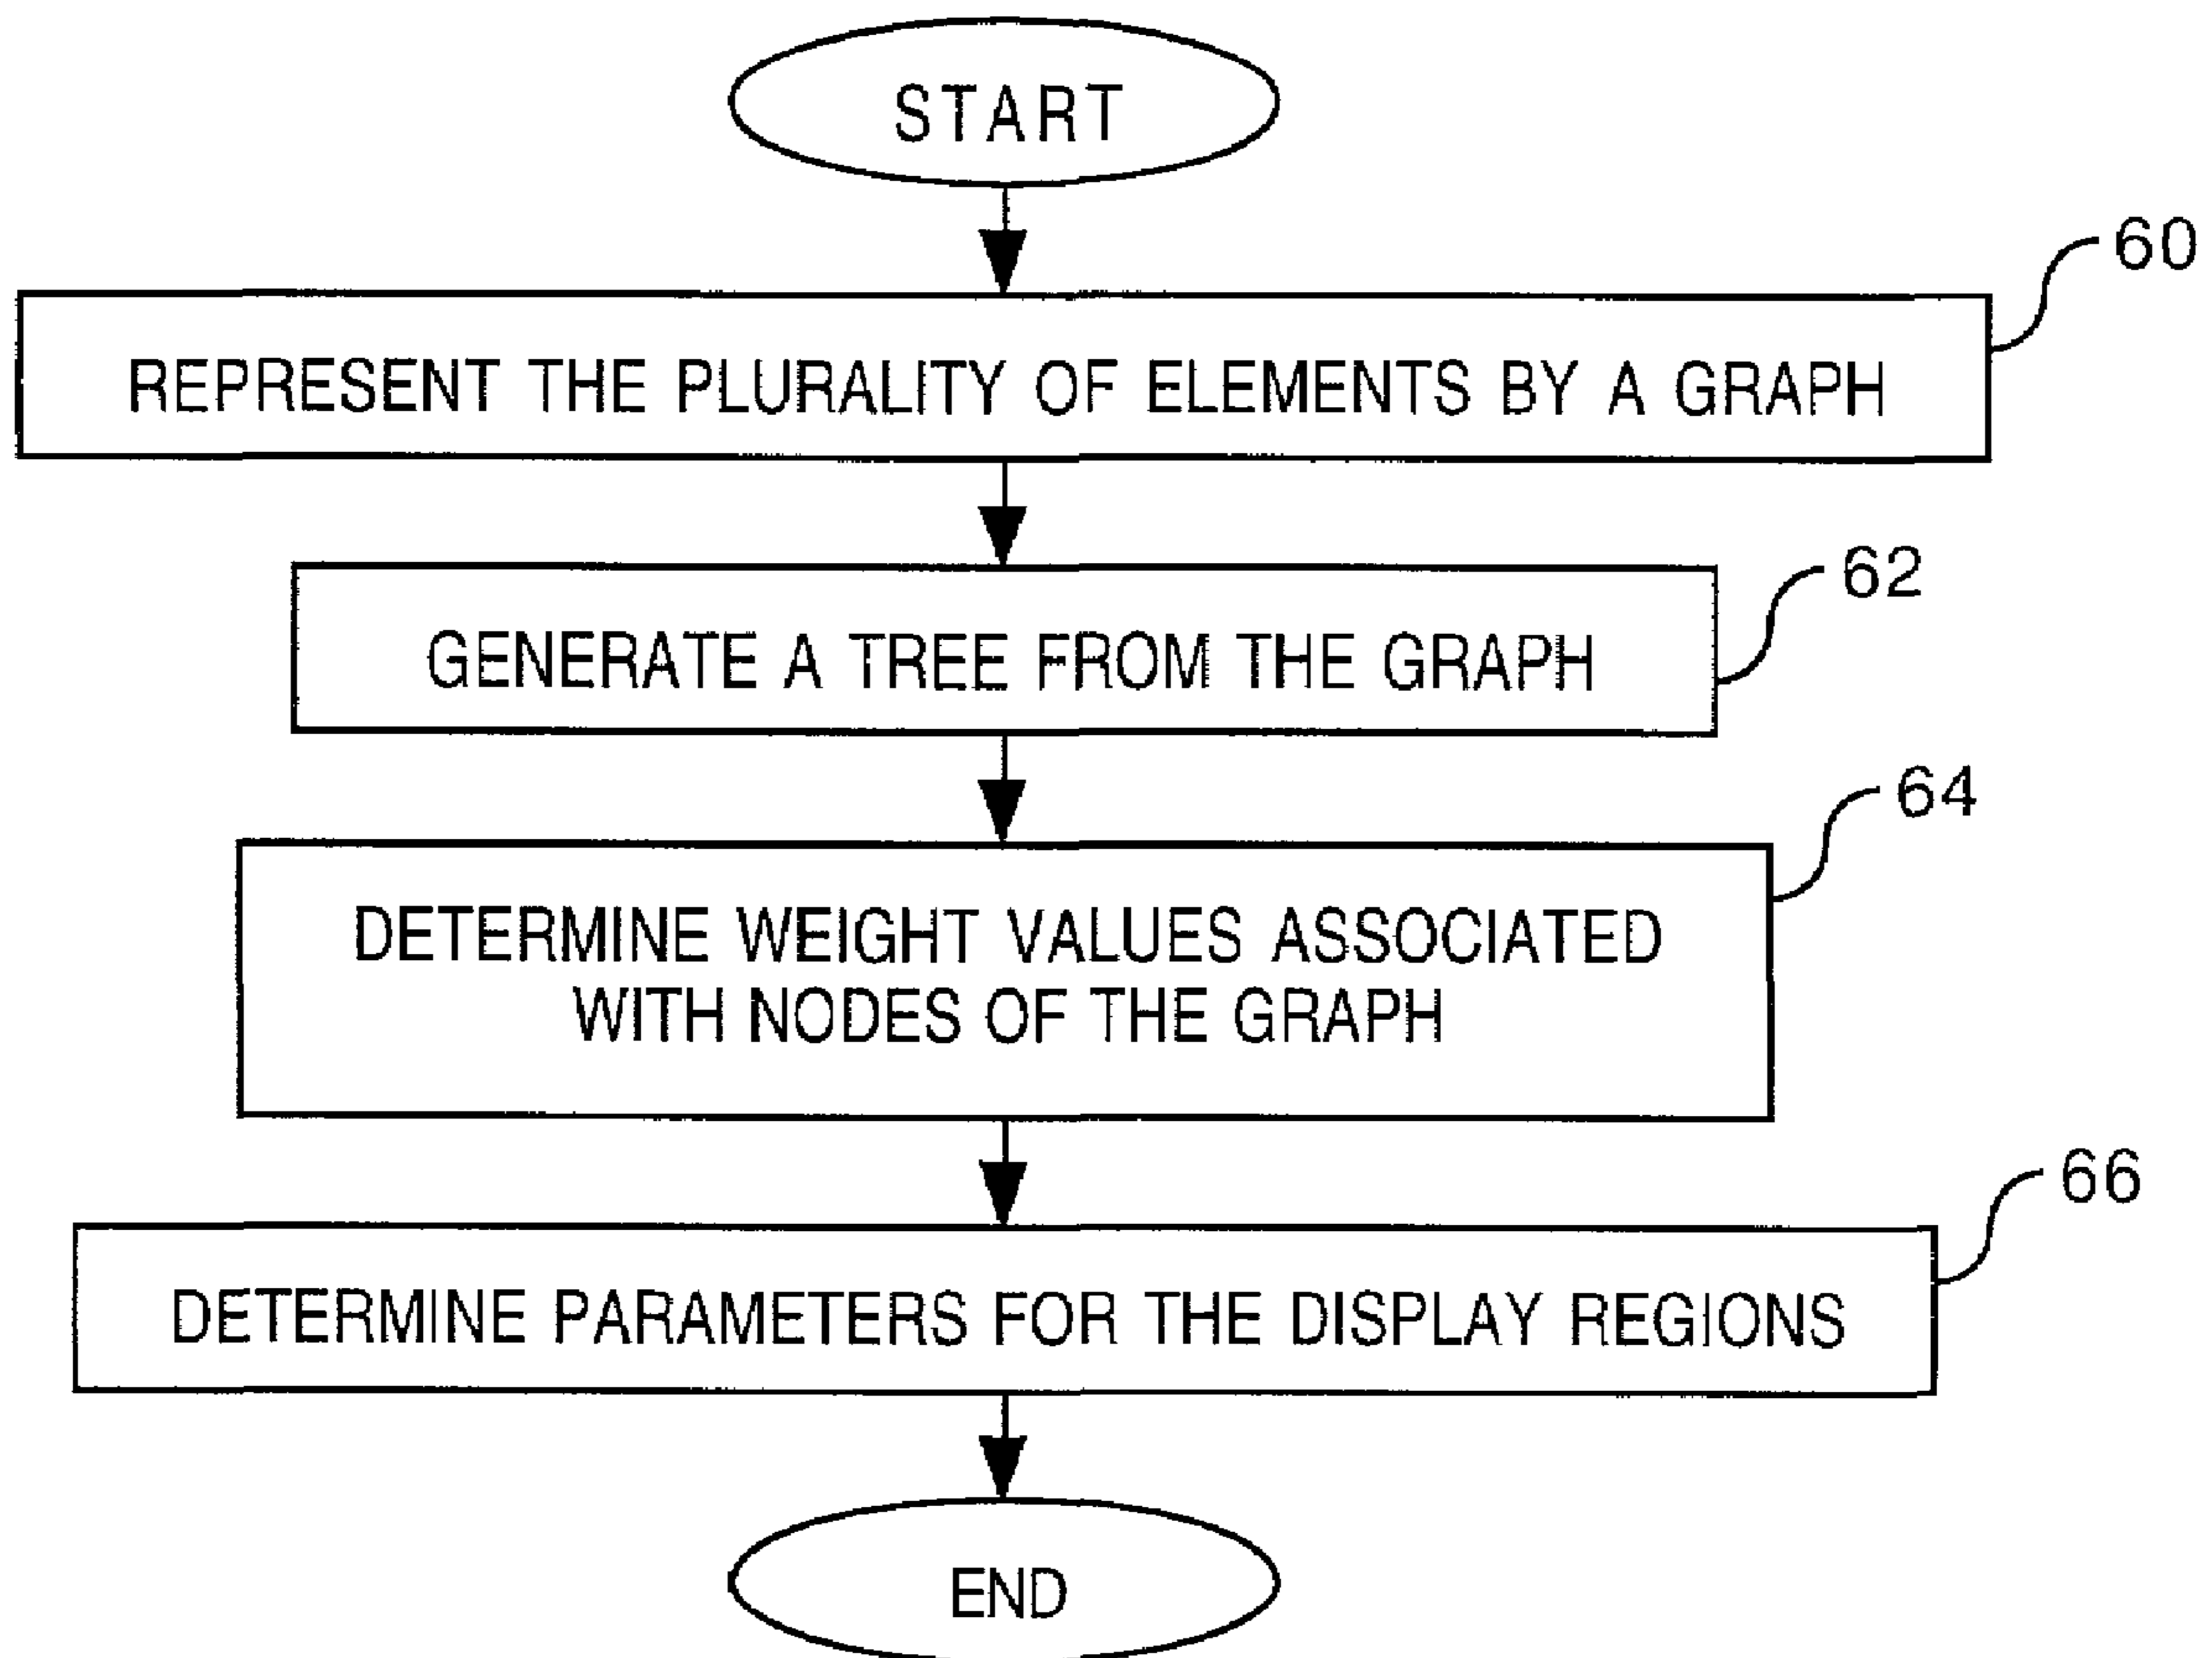 START
60
REPRESENT THE PLURALITY OF ELEMENTS BY A GRAPH
62
GENERATE A TREE FROM THE GRAPH
64
DETERMINE WEIGHT VALUES ASSOCIATED
WITH NODES OF THE GRAPH
66
DETERMINE PARAMETERS FOR THE DISPLAY REGIONS
END